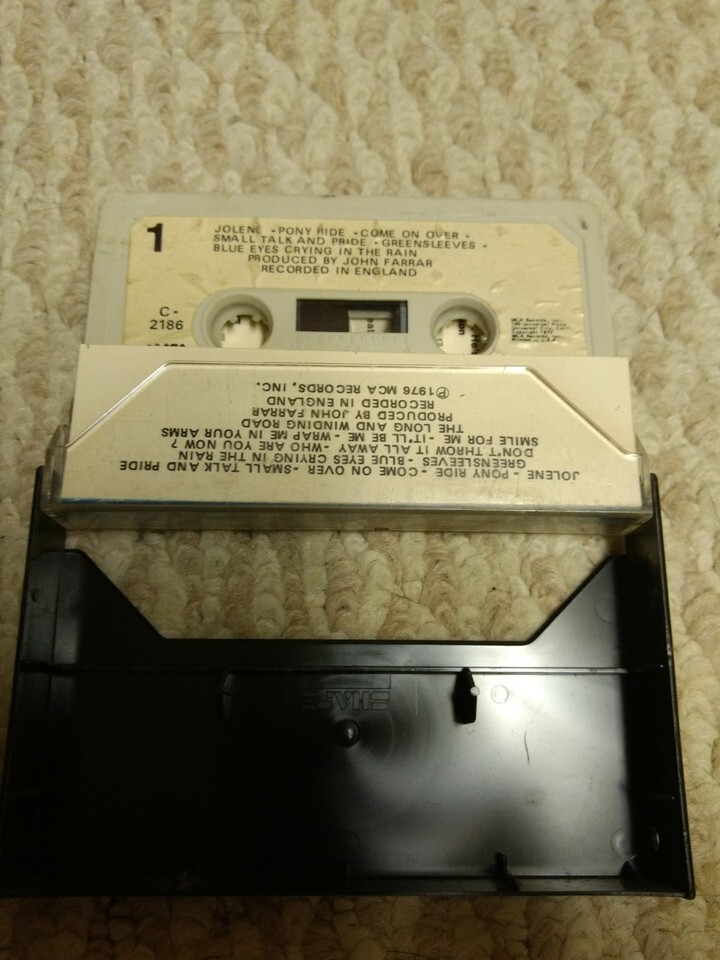 1
JOLENE - PONY RIDE - COME ON OVER -
SMALL TALK AND PRIDE - GREENSLEEVES -
BLUE EYES CRYING IN THE RAIN
PRODUCED BY JOHN FARRAR
RECORDED IN ENGLAND
C-
2186
MCA Records, Inc.
JOLENE - PONY RIDE - COME ON OVER - SMALL TALK AND PRIDE
GREENSLEEVES - BLUE EYES CRYING IN THE RAIN
DON'T THROW IT ALL AWAY - WHO ARE YOU NOW?
SMILE FOR ME - IT'LL BE ME - WRAP ME IN YOUR ARMS
THE LONG AND WINDING ROAD
PRODUCED BY JOHN FARRAR
RECORDED IN ENGLAND
Ⓟ1976 MCA RECORDS, INC.